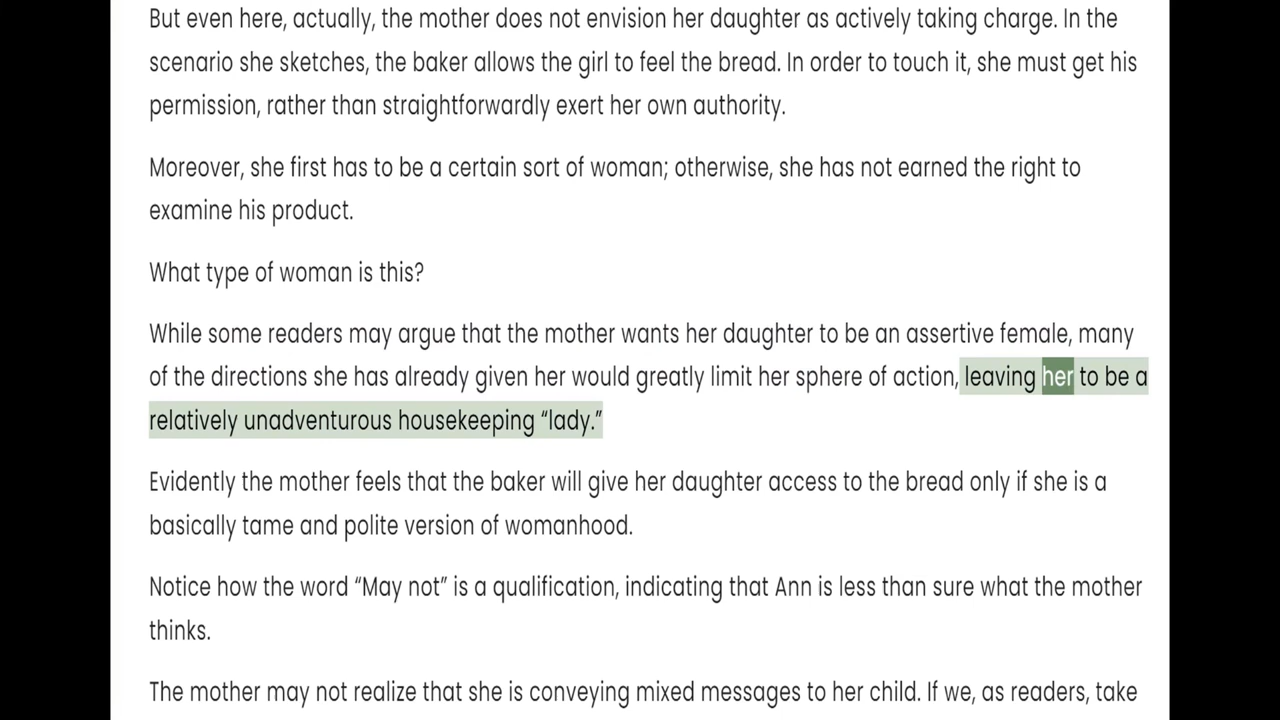 But even here, actually, the mother does not envision her daughter as actively taking charge. In the
scenario she sketches, the baker allows the girl to feel the bread. In order to touch it, she must get his
permission, rather than straightforwardly exert her own authority.
Moreover, she first has to be a certain sort of woman; otherwise, she has not earned the right to
examine his product.
What type of woman is this?
While some readers may argue that the mother wants her daughter to be an assertive female, many
of the directions she has already given her would greatly limit her sphere of action, leaving her to be a
relatively unadventurous housekeeping “lady.”
Evidently the mother feels that the baker will give her daughter access to the bread only if she is a
basically tame and polite version of womanhood.
Notice how the word “May not” is a qualification, indicating that Ann is less than sure what the mother
thinks.
The mother may not realize that she is conveying mixed messages to her child. If we, as readers, take